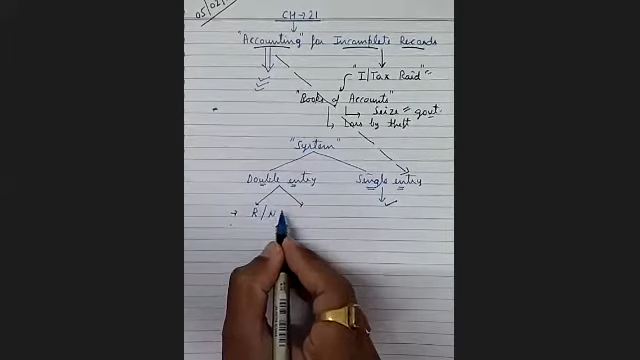 05/02/
CH → 21
"Accounting" for Incomplete Records
"I/Tax Raid"
"Books of Accounts"
Seize = govt.
Loss by theft
"System"
Double entry Single entry
→ R/N